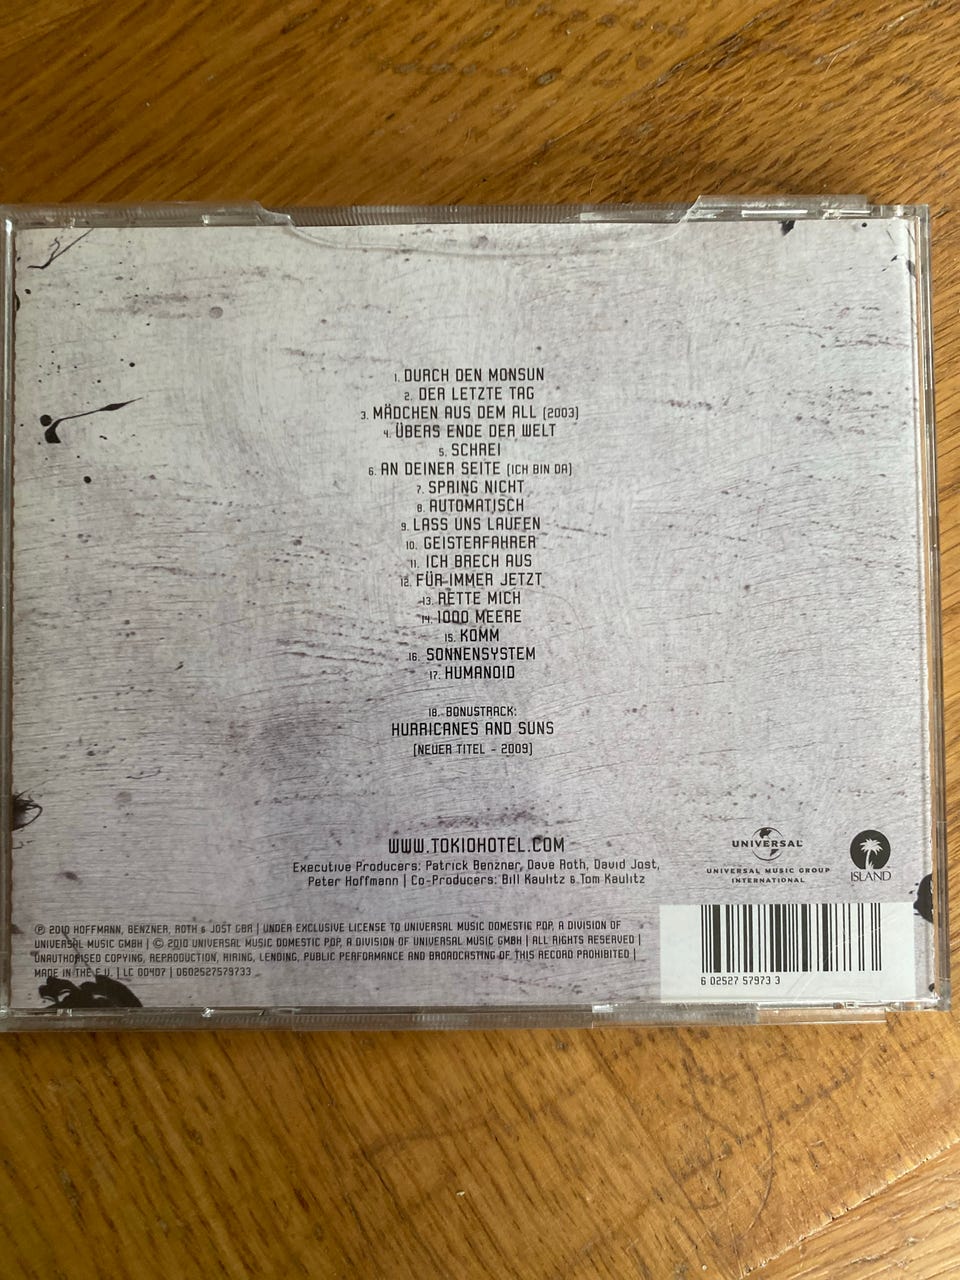 1. DURCH DEN MONSUN
2. DER LETZTE TAG
3. MÄDCHEN AUS DEM ALL (2003)
4. ÜBERS ENDE DER WELT
5. SCHREI
6. AN DEINER SEITE (ICH BIN DA)
7. SPRING NICHT
8. AUTOMATISCH
9. LASS UNS LAUFEN
10. GEISTERFAHRER
11. ICH BRECH AUS
12. FÜR IMMER JETZT
13. RETTE MICH
14. 1000 MEERE
15. KOMM
16. SONNENSYSTEM
17. HUMANOID
18. BONUSTRACK:
HURRICANES AND SUNS
(NEUER TITEL - 2009)
WWW.TOKIOHOTEL.COM
Executive Producers: Patrick Benzner, Dave Roth, David Jost,
Peter Hoffmann | Co-Producers: Bill Kaulitz & Tom Kaulitz
UNIVERSAL
UNIVERSAL MUSIC GROUP
INTERNATIONAL
ISLAND
℗ 2010 HOFFMANN, BENZNER, ROTH & JOST GBR | UNDER EXCLUSIVE LICENSE TO UNIVERSAL MUSIC DOMESTIC POP, A DIVISION OF
UNIVERSAL MUSIC GMBH | © 2010 UNIVERSAL MUSIC DOMESTIC POP, A DIVISION OF UNIVERSAL MUSIC GMBH | ALL RIGHTS RESERVED |
UNAUTHORISED COPYING, REPRODUCTION, HIRING, LENDING, PUBLIC PERFORMANCE AND BROADCASTING OF THIS RECORD PROHIBITED |
MADE IN THE E.U. | LC 00407 | 0602527579733
6 02527 57973 3